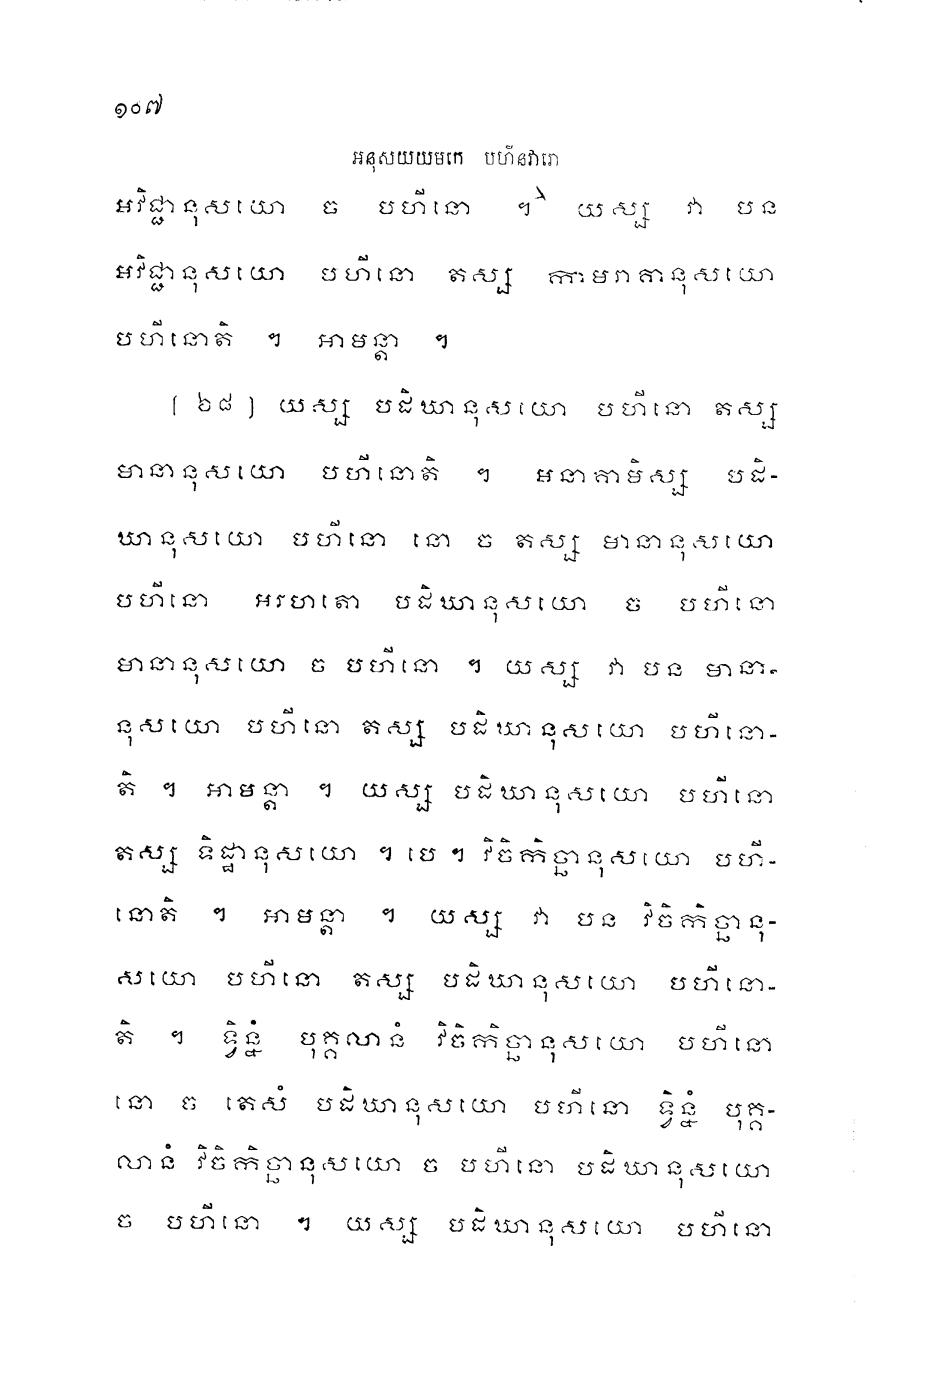 ១០៧
អនុសយយមកេ បហីនវារោ
អវិជ្ជានុសយោ ច បហីនោ ។ យស្ស វា បន
អវិជ្ជានុសយោ បហីនោ តស្ស កាមរាគានុសយោ
បហីនោតិ ។ អាមន្តា ។
[ ៦៨ ] យស្ស បដិឃានុសយោ បហីនោ តស្ស
មានានុសយោ បហីនោតិ ។ អនាគាមិស្ស បដិ-
ឃានុសយោ បហីនោ នោ ច តស្ស មានានុសយោ
បហីនោ អរហតោ បដិឃានុសយោ ច បហីនោ
មានានុសយោ ច បហីនោ ។ យស្ស វា បន មានា-
នុសយោ បហីនោ តស្ស បដិឃានុសយោ បហីនោ-
តិ ។ អាមន្តា ។ យស្ស បដិឃានុសយោ បហីនោ
តស្ស ទិដ្ឋានុសយោ ។ បេ ។ វិចិកិច្ឆានុសយោ បហី-
នោតិ ។ អាមន្តា ។ យស្ស វា បន វិចិកិច្ឆានុ-
សយោ បហីនោ តស្ស បដិឃានុសយោ បហីនោ-
តិ ។ ទ្វិន្នំ បុគ្គលានំ វិចិកិច្ឆានុសយោ បហីនោ
នោ ច តេសំ បដិឃានុសយោ បហីនោ ទ្វិន្នំ បុគ្គ-
លានំ វិចិកិច្ឆានុសយោ ច បហីនោ បដិឃានុសយោ
ច បហីនោ ។ យស្ស បដិឃានុសយោ បហីនោ